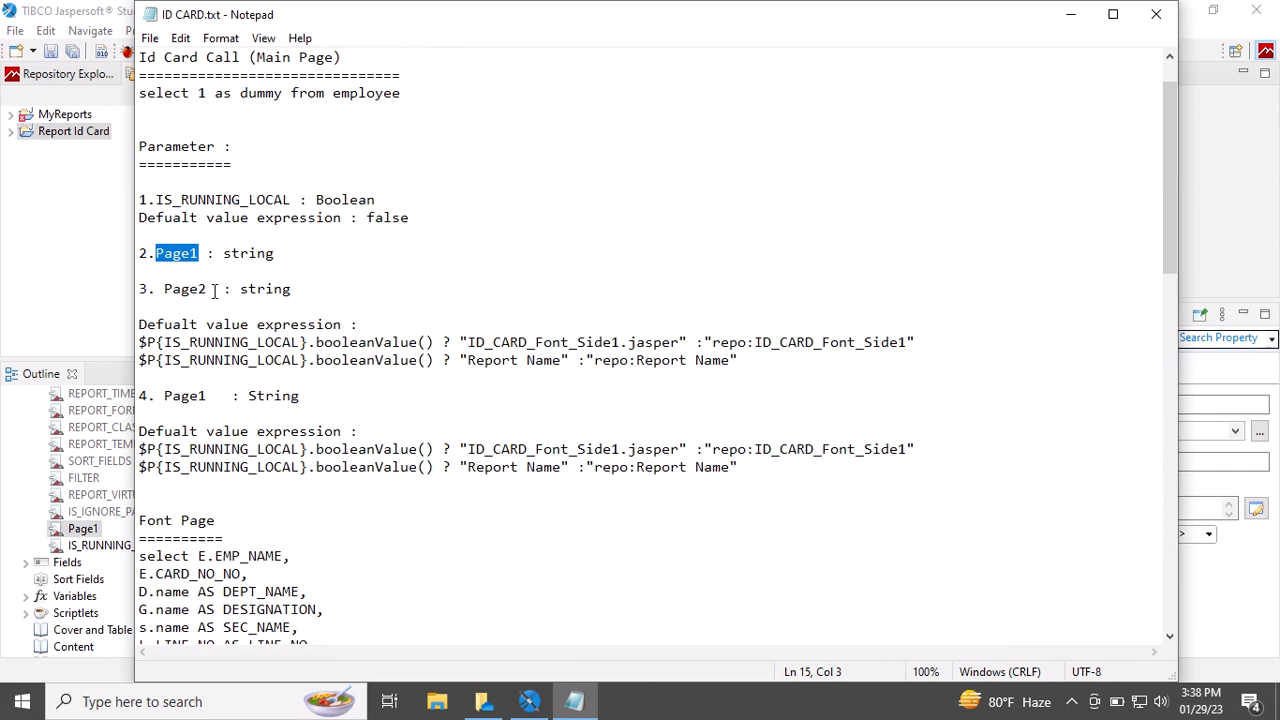 TIBCO Jaspersoft® Stu
ID CARD.txt - Notepad
File Edit Navigate
File Edit Format View Help
Repository Explo...
MyReports
Report Id Card
Id Card Call (Main Page)
===============================
select 1 as dummy from employee
Parameter :
===========
1.IS_RUNNING_LOCAL : Boolean
Defualt value expression : false
2.Page1 : string
3. Page2 : string
Defualt value expression :
$P{IS_RUNNING_LOCAL}.booleanValue() ? "ID_CARD_Font_Side1.jasper" :"repo:ID_CARD_Font_Side1"
$P{IS_RUNNING_LOCAL}.booleanValue() ? "Report Name" :"repo:Report Name"
4. Page1 : String
Defualt value expression :
$P{IS_RUNNING_LOCAL}.booleanValue() ? "ID_CARD_Font_Side1.jasper" :"repo:ID_CARD_Font_Side1"
$P{IS_RUNNING_LOCAL}.booleanValue() ? "Report Name" :"repo:Report Name"
Font Page
==========
select E.EMP_NAME,
E.CARD_NO_NO,
D.name AS DEPT_NAME,
G.name AS DESIGNATION,
s.name AS SEC_NAME,
Outline
REPORT_TIME
REPORT_FOR
REPORT_CLAS
REPORT_TEM
SORT_FIELDS
FILTER
REPORT_VIRTU
IS_IGNORE_PA
Page1
IS_RUNNING_
Fields
Sort Fields
Variables
Scriptlets
Cover and Table
Content
Search Property
...
>
Ln 15, Col 3
100%
Windows (CRLF)
UTF-8
Type here to search
80°F Haze
3:38 PM
01/29/23
4